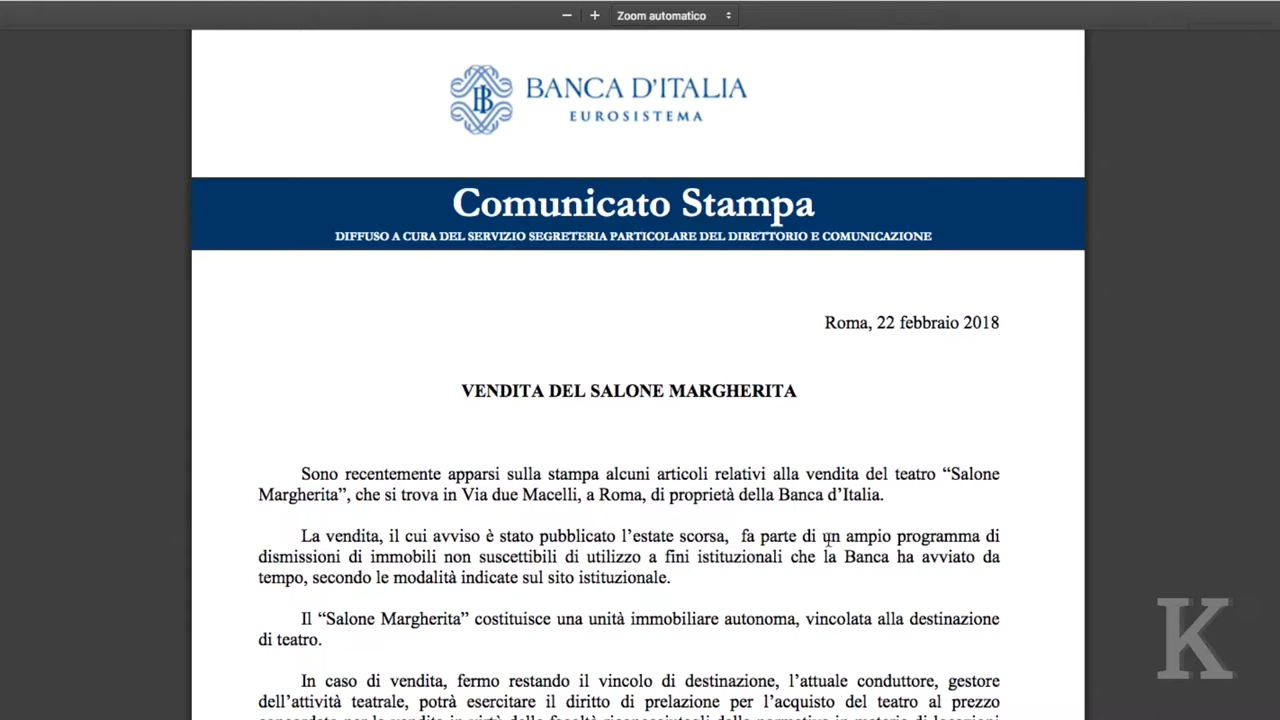 Zoom automatico
BANCA D'ITALIA
EUROSISTEMA
Comunicato Stampa
DIFFUSO A CURA DEL SERVIZIO SEGRETERIA PARTICOLARE DEL DIRETTORIO E COMUNICAZIONE
Roma, 22 febbraio 2018
VENDITA DEL SALONE MARGHERITA
Sono recentemente apparsi sulla stampa alcuni articoli relativi alla vendita del teatro “Salone
Margherita”, che si trova in Via due Macelli, a Roma, di proprietà della Banca d’Italia.
La vendita, il cui avviso è stato pubblicato l’estate scorsa, fa parte di un ampio programma di
dismissioni di immobili non suscettibili di utilizzo a fini istituzionali che la Banca ha avviato da
tempo, secondo le modalità indicate sul sito istituzionale.
Il “Salone Margherita” costituisce una unità immobiliare autonoma, vincolata alla destinazione
di teatro.
In caso di vendita, fermo restando il vincolo di destinazione, l’attuale conduttore, gestore
dell’attività teatrale, potrà esercitare il diritto di prelazione per l’acquisto del teatro al prezzo
K